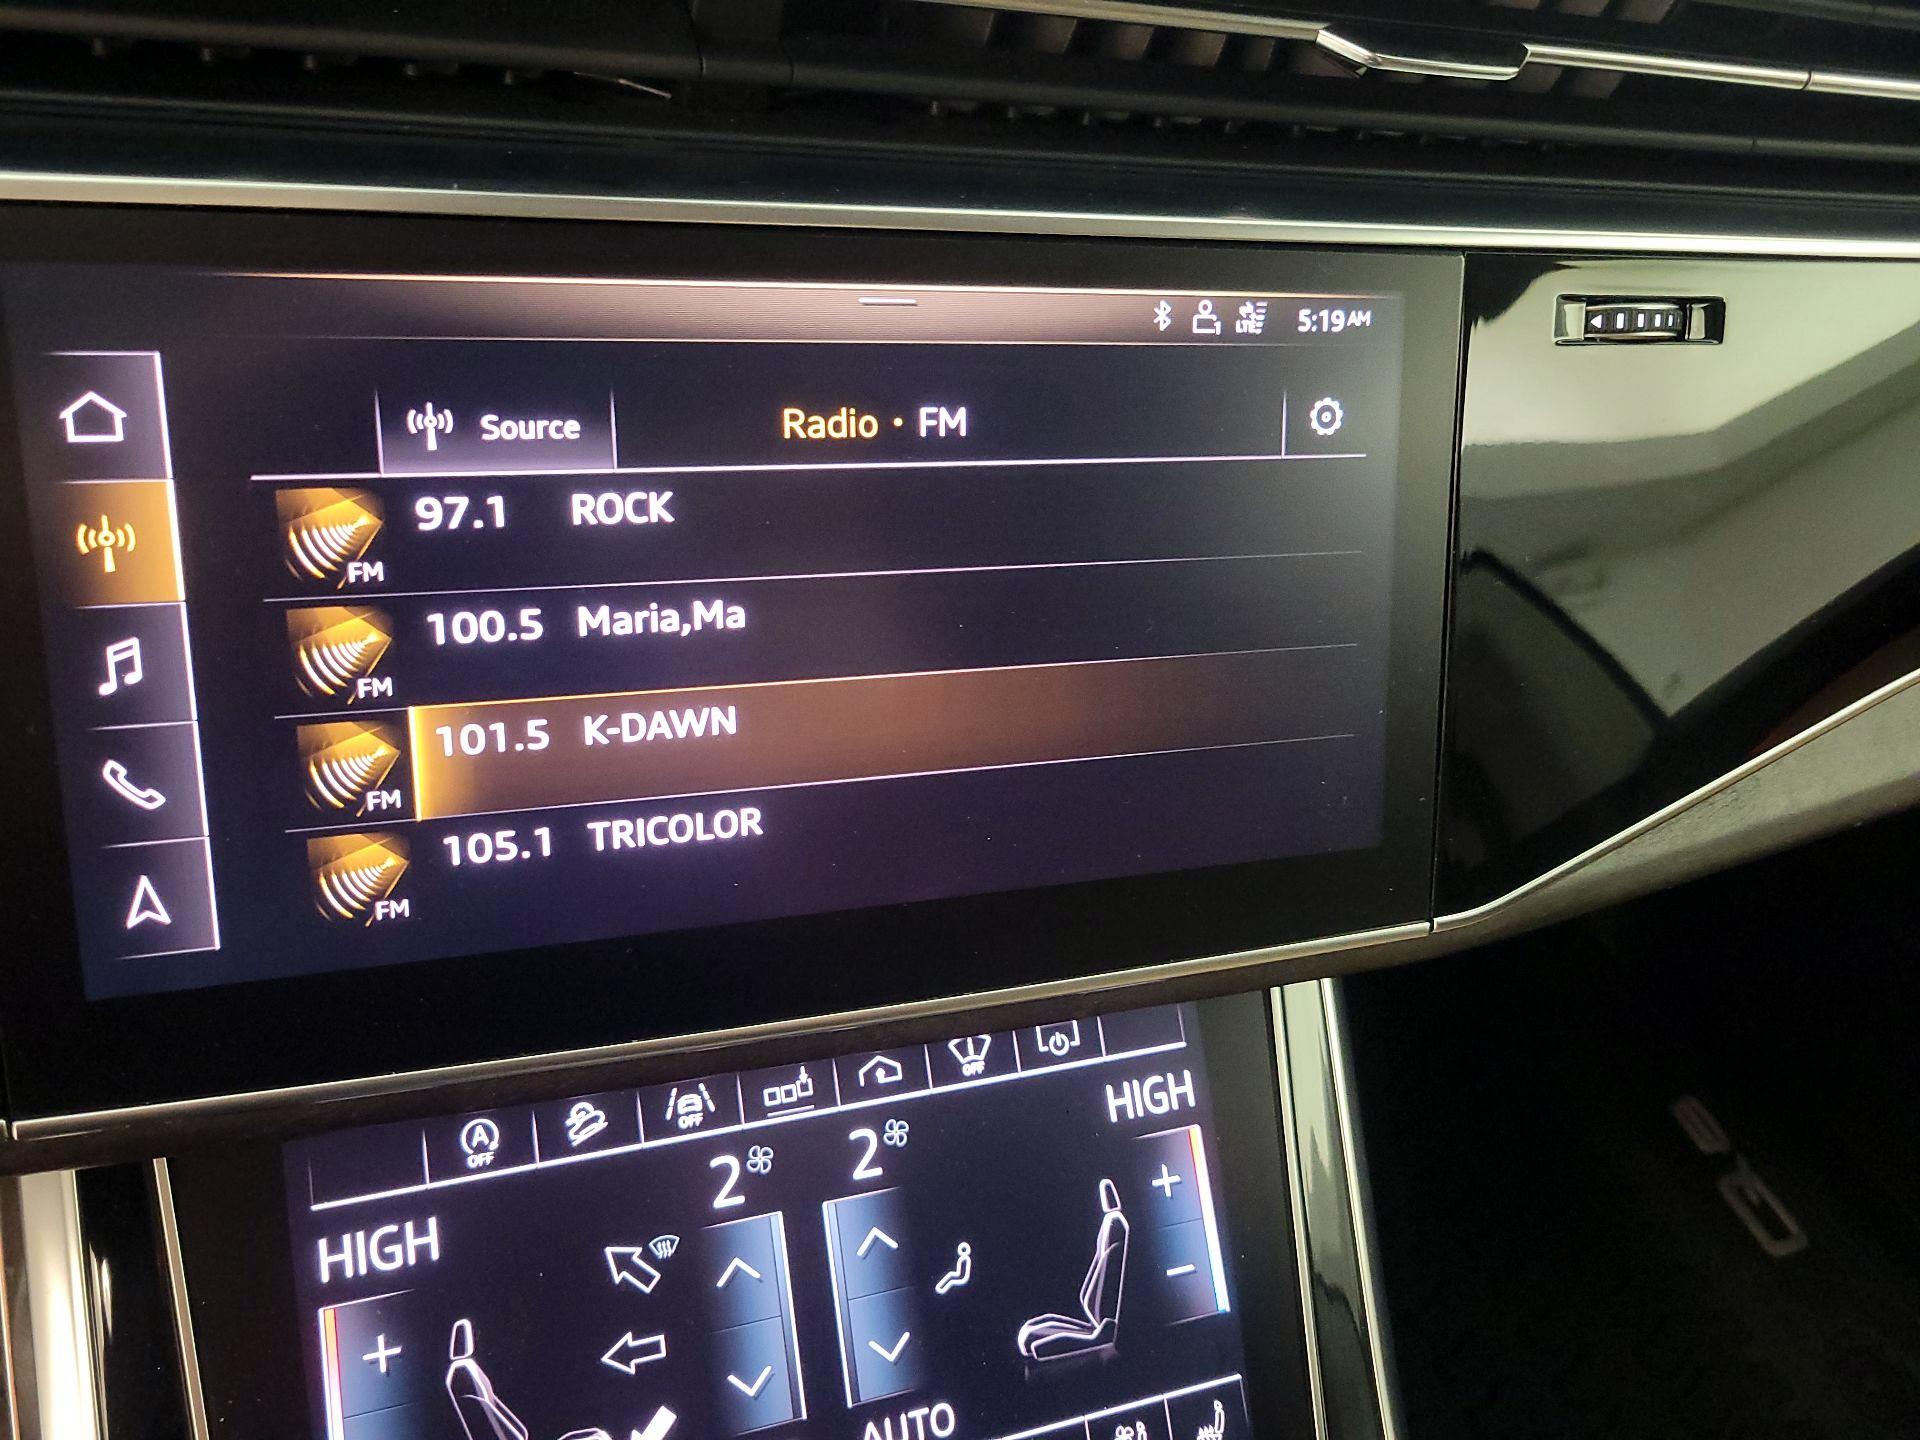 LTE 5:19AM
Source Radio • FM
97.1 ROCK
FM
100.5 Maria,Ma
FM
101.5 K-DAWN
FM
105.1 TRICOLOR
FM
OFF
A OFF
OFF
HIGH
2
2
HIGH
AUTO